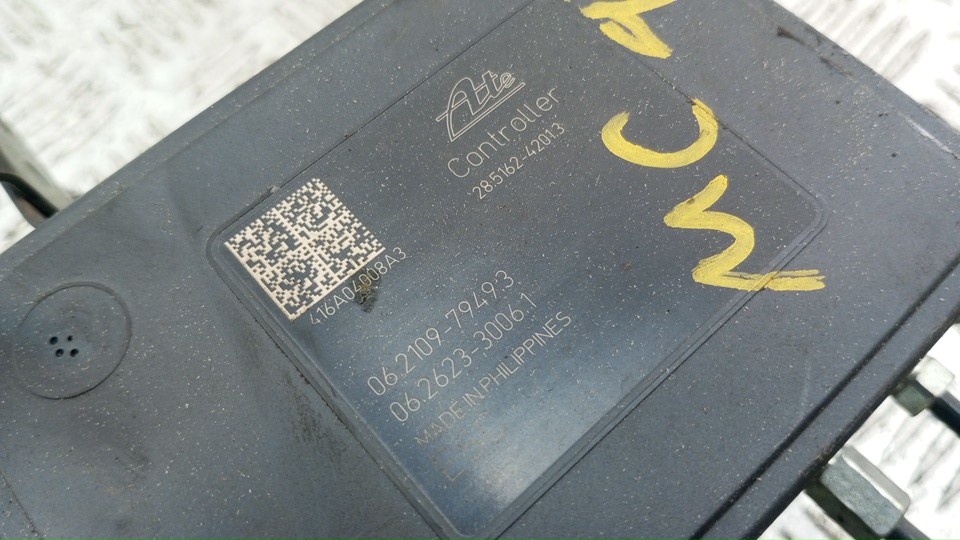 Ate
Controller
28.5162-4201.3
416A04008A3
06.2109-7949.3
06.2623-3006.1
MADE IN PHILIPPINES